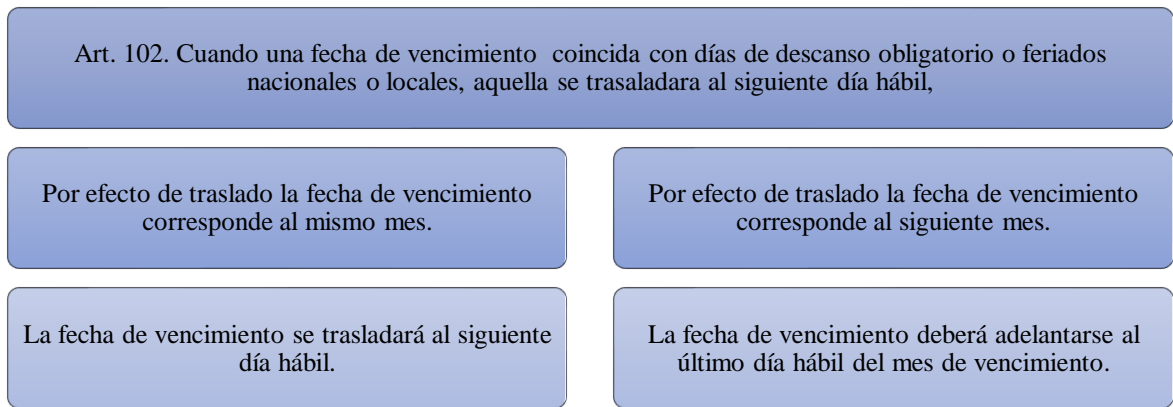 Art. 102. Cuando una fecha de vencimiento  coincida con días de descanso obligatorio o feriados
nacionales o locales, aquella se trasaladara al siguiente día hábil,
Por efecto de traslado la fecha de vencimiento
corresponde al mismo mes.
Por efecto de traslado la fecha de vencimiento
corresponde al siguiente mes.
La fecha de vencimiento se trasladará al siguiente
día hábil.
La fecha de vencimiento deberá adelantarse al
último día hábil del mes de vencimiento.